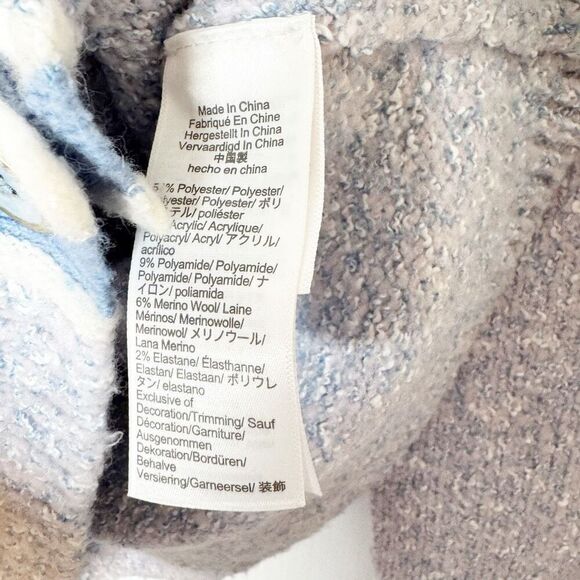 Made In China
Fabriqué En Chine
Hergestellt In China
Vervaardigd In China
中国製
hecho en china
% Polyester/ Polyester/
Polyester/ Polyester/ ポリ
テル/ poliéster
Acrylic/ Acrylique/
Polyacryl/ Acryl/ アクリル/
acrílico
9% Polyamide/ Polyamide/
Polyamide/ Polyamide/ ナ
イロン/ poliamida
6% Merino Wool/ Laine
Mérinos/ Merinowolle/
Merinowol/ メリノウール/
Lana Merino
2% Elastane/ Élasthanne/
Elastan/ Elastaan/ ポリウレ
タン/ elastano
Exclusive of
Decoration/Trimming/ Sauf
Décoration/Garniture/
Ausgenommen
Dekoration/Bordüren/
Behalve
Versiering/Garneersel/ 装飾